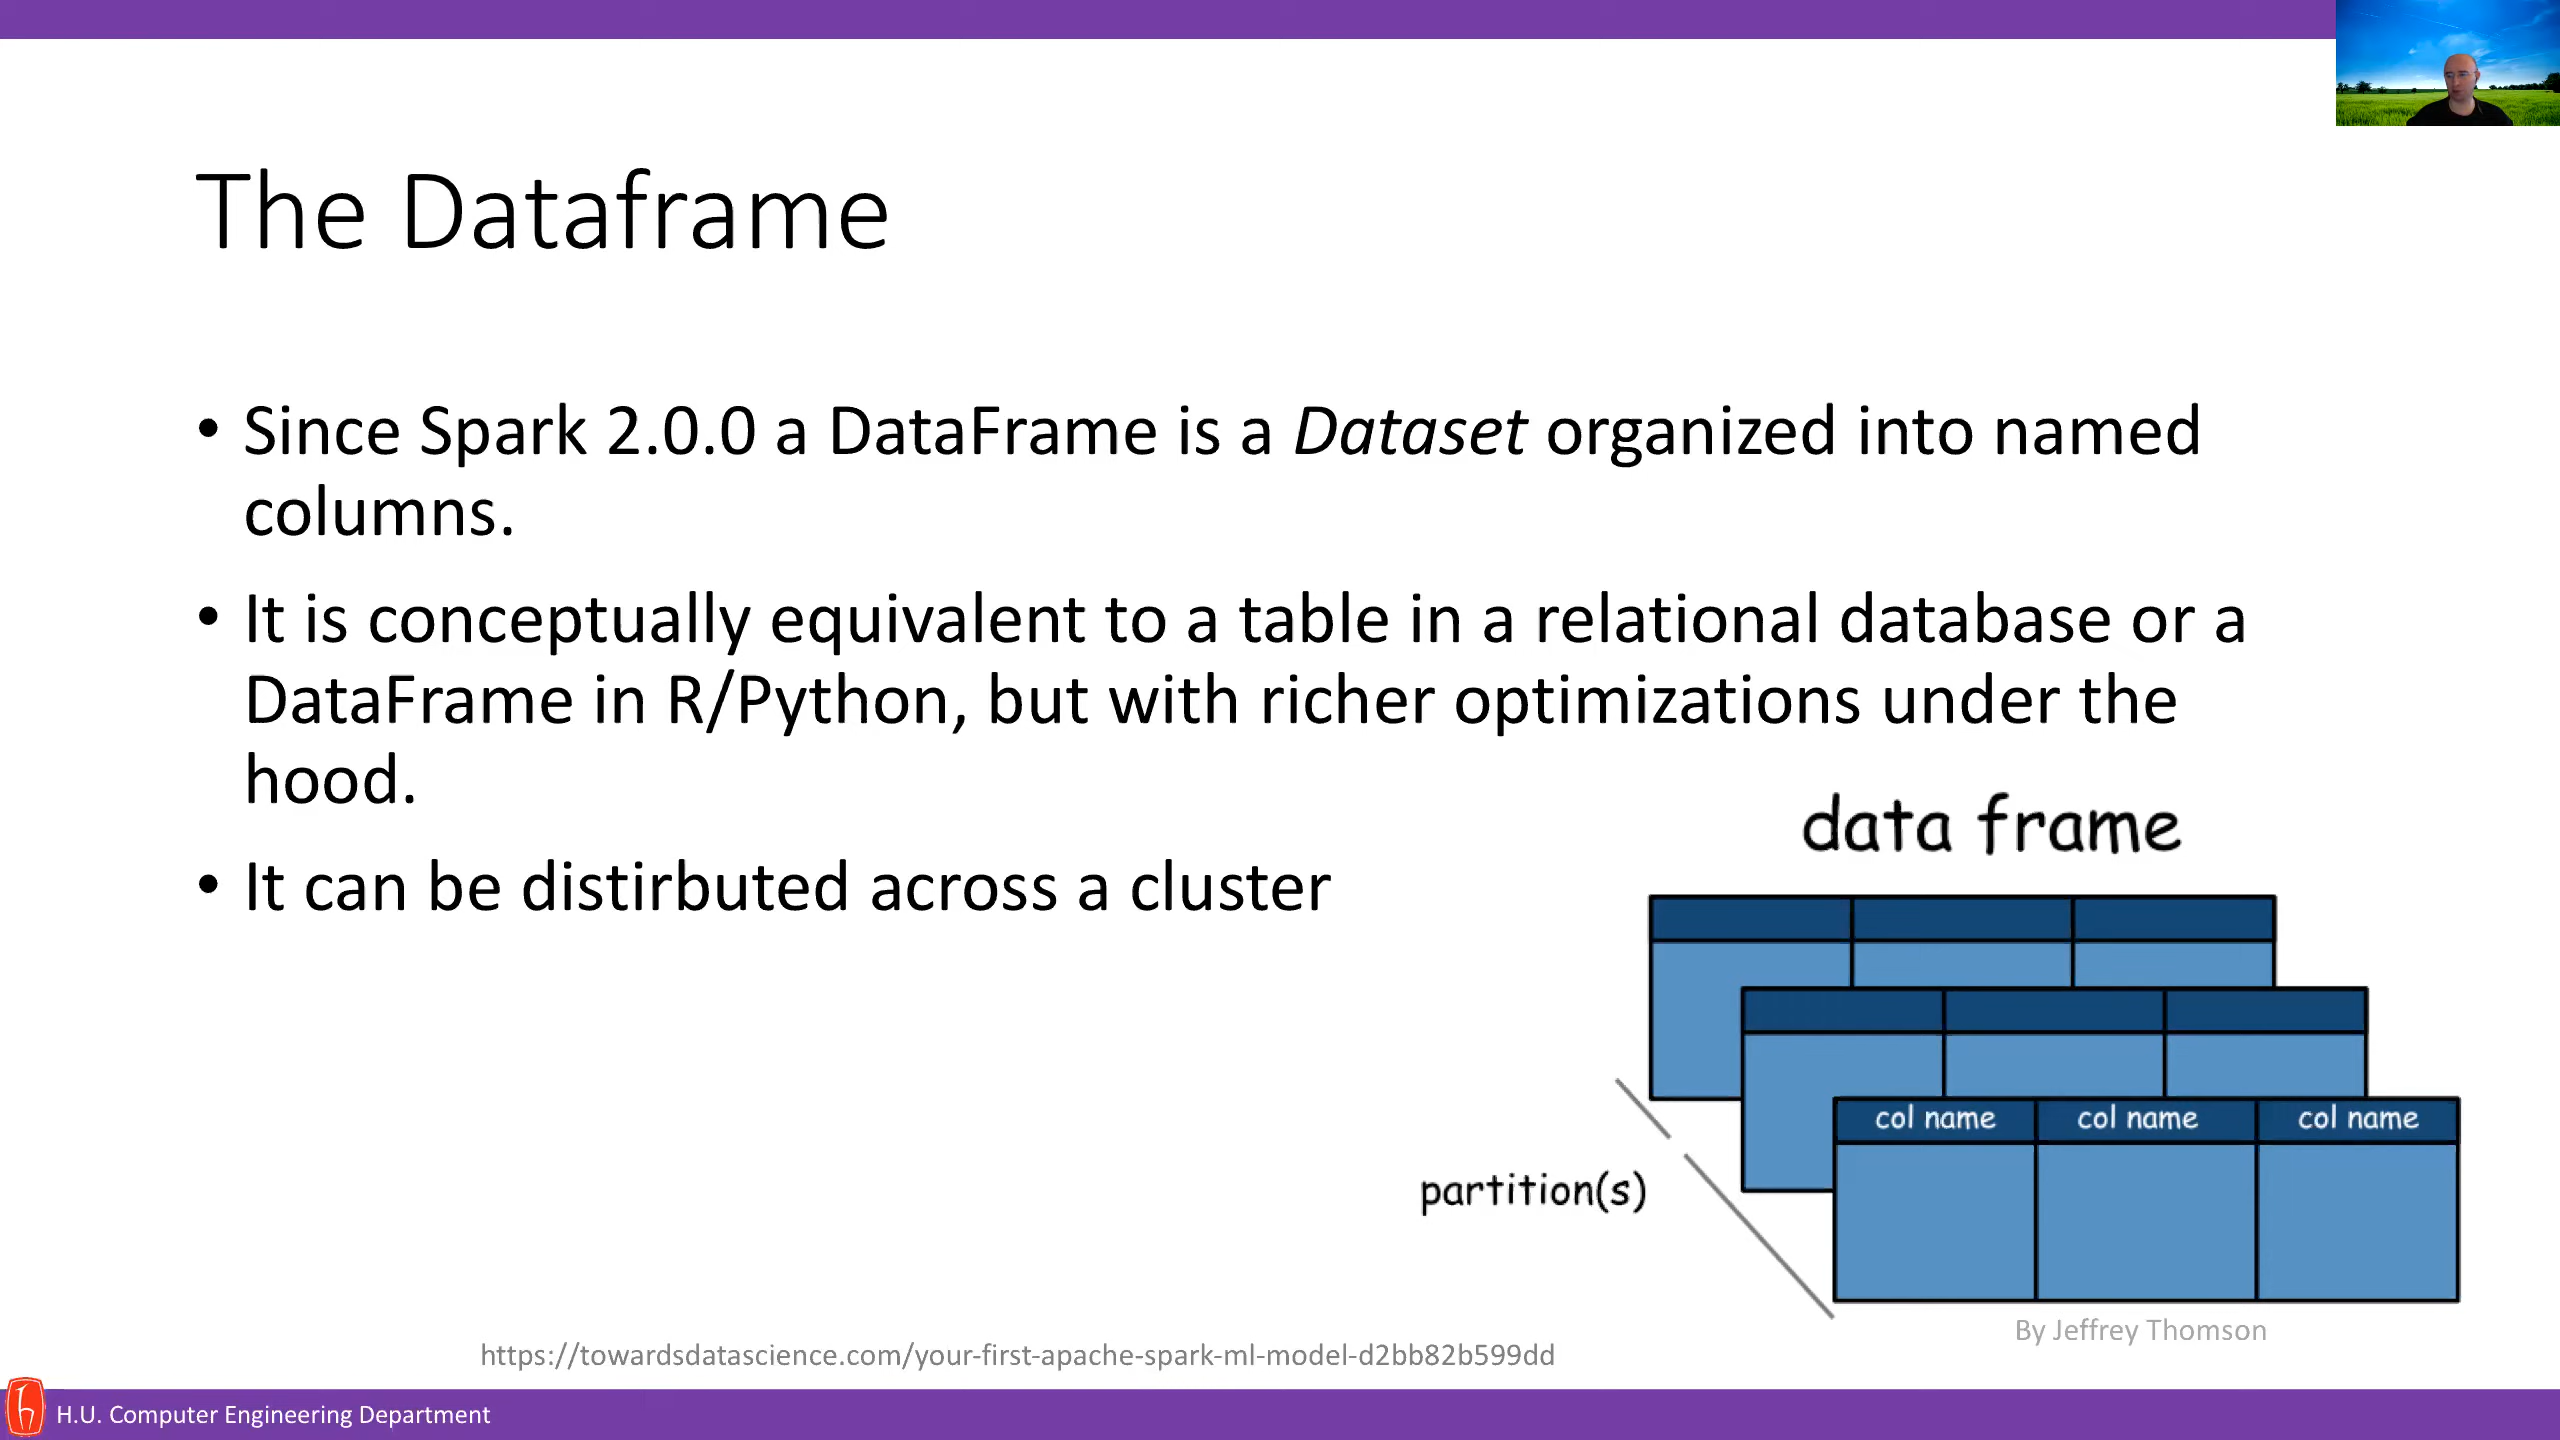 The Dataframe
• Since Spark 2.0.0 a DataFrame is a Dataset organized into named
columns.
• It is conceptually equivalent to a table in a relational database or a
DataFrame in R/Python, but with richer optimizations under the
hood.
• It can be distirbuted across a cluster
data frame
col name col name col name
partition(s)
By Jeffrey Thomson
https://towardsdatascience.com/your-first-apache-spark-ml-model-d2bb82b599dd
H.U. Computer Engineering Department